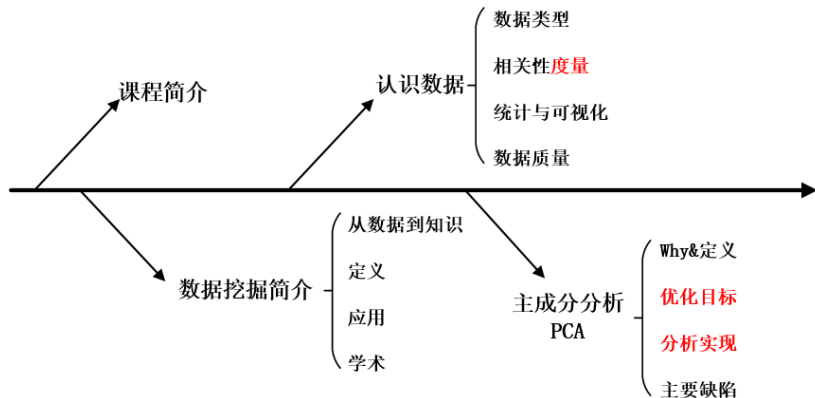 课程简介
认识数据
数据类型
相关性度量
统计与可视化
数据质量
数据挖掘简介
从数据到知识
定义
应用
学术
主成分分析
PCA
Why&定义
优化目标
分析实现
主要缺陷